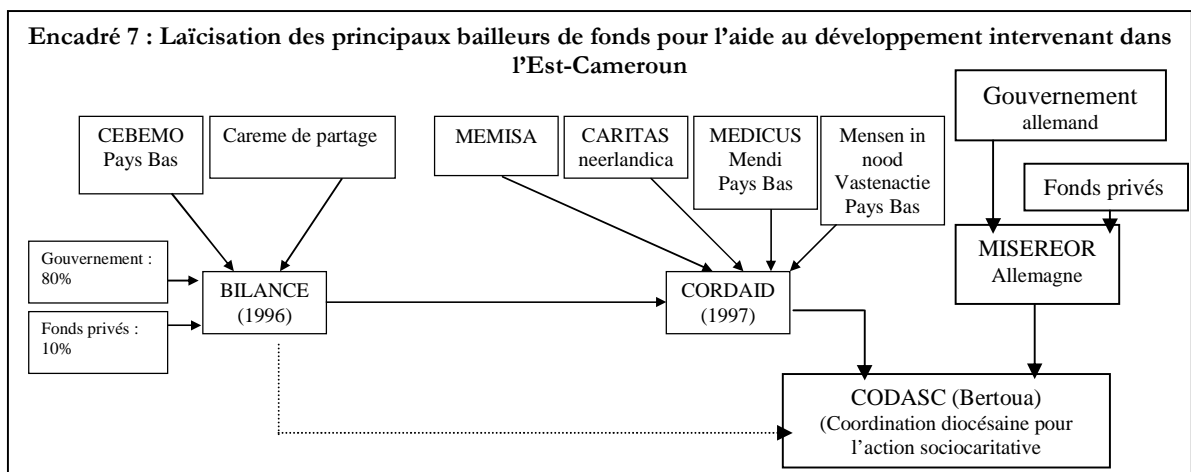 Encadré 7 : Laïcisation des principaux bailleurs de fonds pour l’aide au développement intervenant dans
l’Est-Cameroun
Gouvernement
allemand
CEBEMO
Pays Bas
Careme de partage
MEMISA
CARITAS
neerlandica
MEDICUS
Mendi
Pays Bas
Mensen in
nood
Vastenactie
Pays Bas
Fonds privés
Gouvernement :
80%
Fonds privés :
10%
BILANCE
(1996)
CORDAID
(1997)
MISEREOR
Allemagne
CODASC (Bertoua)
(Coordination diocésaine pour
l’action sociocaritative